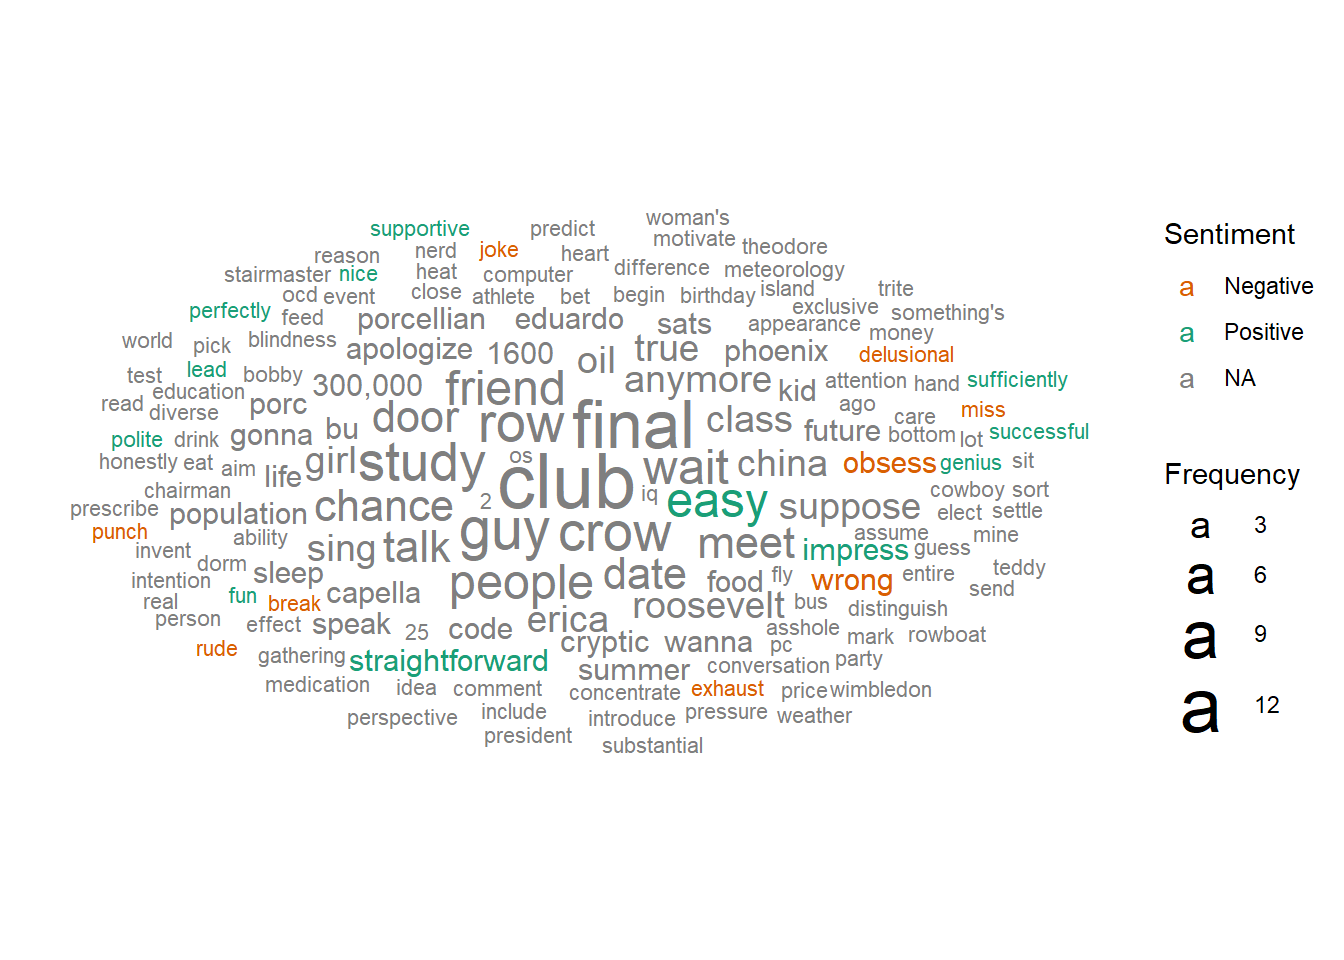 woman's
supportive predict
motivate
nerd joke heart theodore
reason
stairmaster nice heat computer difference meteorology
ocd event close athlete bet begin birthday island trite
perfectly feed porcellian eduardo sats appearance exclusive something's
world pick blindness apologize 1600 oil true phoenix money delusional
test lead bobby 300,000 friend anymore kid attention hand sufficiently
read education porc door row final class ago care miss
diverse
polite drink gonna bu future bottom lot successful
honestly eat aim life girl study os club wait china obsess genius sit
prescribe chairman population chance 2 iq easy suppose cowboy sort
elect settle
punch invent ability sing talk guy crow meet impress assume guess mine
intention dorm sleep people date food fly wrong entire teddy
real fun break capella roosevelt bus distinguish send
person effect speak 25 code erica asshole mark rowboat
rude gathering straightforward cryptic wanna pc party
medication idea comment summer conversation
concentrate exhaust price wimbledon
perspective include introduce pressure weather
president substantial
Sentiment
a Negative
a Positive
a NA
Frequency
a 3
a 6
a 9
a 12